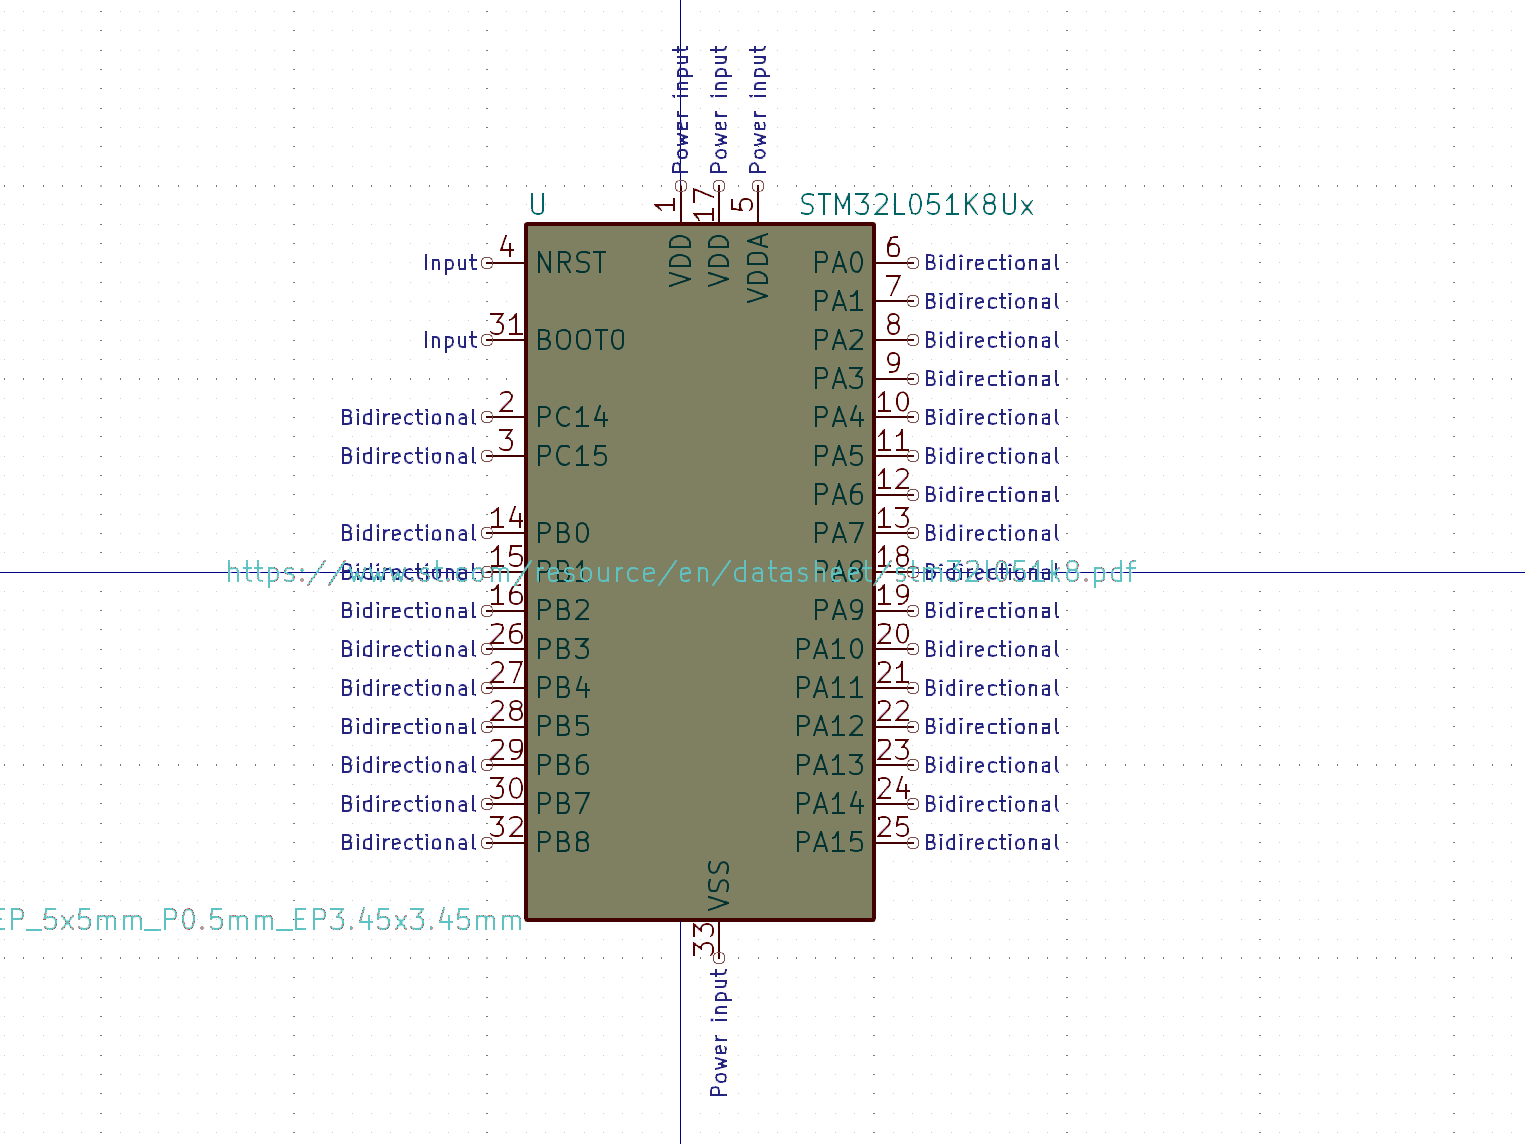 Power input Power input Power input
1 17 5
U STM32L051K8Ux
VDD VDD VDDA
Input 4 NRST PA0 6 Bidirectional
PA1 7 Bidirectional
Input 31 BOOT0 PA2 8 Bidirectional
PA3 9 Bidirectional
Bidirectional 2 PC14 PA4 10 Bidirectional
Bidirectional 3 PC15 PA5 11 Bidirectional
PA6 12 Bidirectional
Bidirectional 14 PB0 PA7 13 Bidirectional
Bidirectional 15 PB1 PA8 18 Bidirectional
https://www.st.com/resource/en/datasheet/stm32l051k8.pdf
Bidirectional 16 PB2 PA9 19 Bidirectional
Bidirectional 26 PB3 PA10 20 Bidirectional
Bidirectional 27 PB4 PA11 21 Bidirectional
Bidirectional 28 PB5 PA12 22 Bidirectional
Bidirectional 29 PB6 PA13 23 Bidirectional
Bidirectional 30 PB7 PA14 24 Bidirectional
Bidirectional 32 PB8 PA15 25 Bidirectional
VSS
EP_5x5mm_P0.5mm_EP3.45x3.45mm
33
Power input